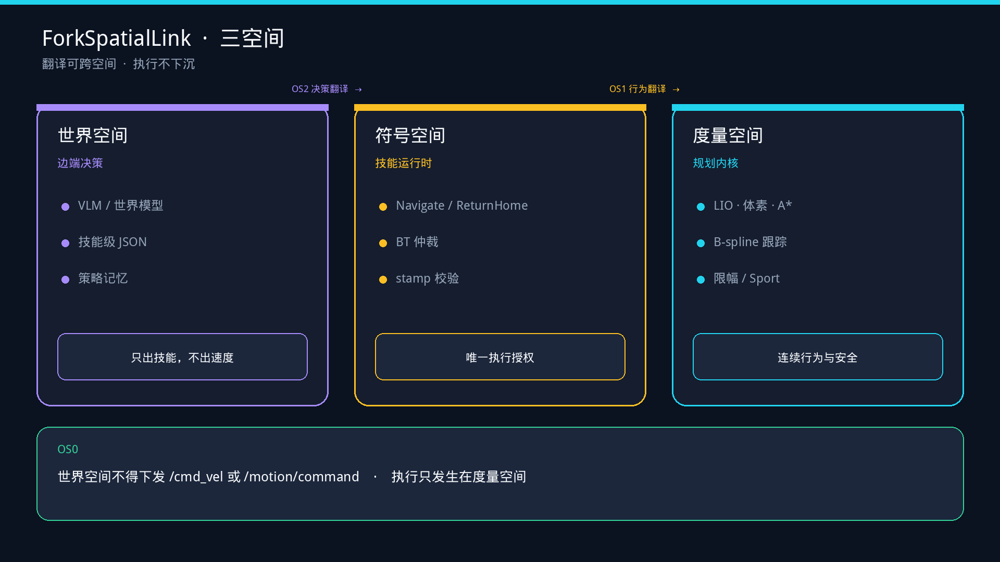 ForkSpatialLink · 三空间
翻译可跨空间 · 执行不下沉
OS2 决策翻译 →
OS1 行为翻译 →
世界空间
边端决策
VLM / 世界模型
技能级 JSON
策略记忆
只出技能，不出速度
符号空间
技能运行时
Navigate / ReturnHome
BT 仲裁
stamp 校验
唯一执行授权
度量空间
规划内核
LIO · 体素 · A*
B-spline 跟踪
限幅 / Sport
连续行为与安全
OS0
世界空间不得下发 /cmd_vel 或 /motion/command · 执行只发生在度量空间